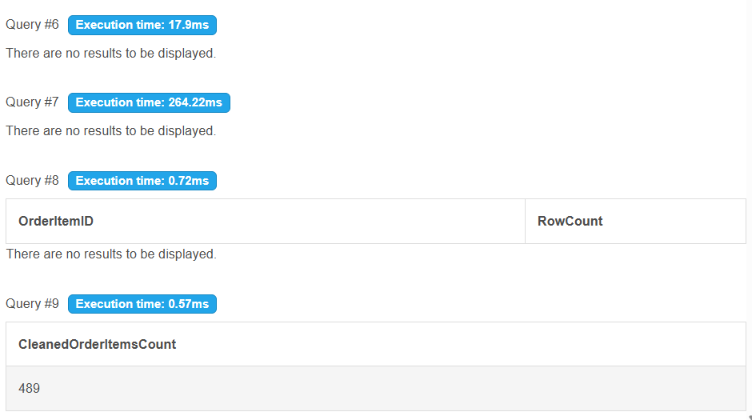 Query #6 Execution time: 17.9ms
There are no results to be displayed.
Query #7 Execution time: 264.22ms
There are no results to be displayed.
Query #8 Execution time: 0.72ms
OrderItemID RowCount
There are no results to be displayed.
Query #9 Execution time: 0.57ms
CleanedOrderItemsCount
489